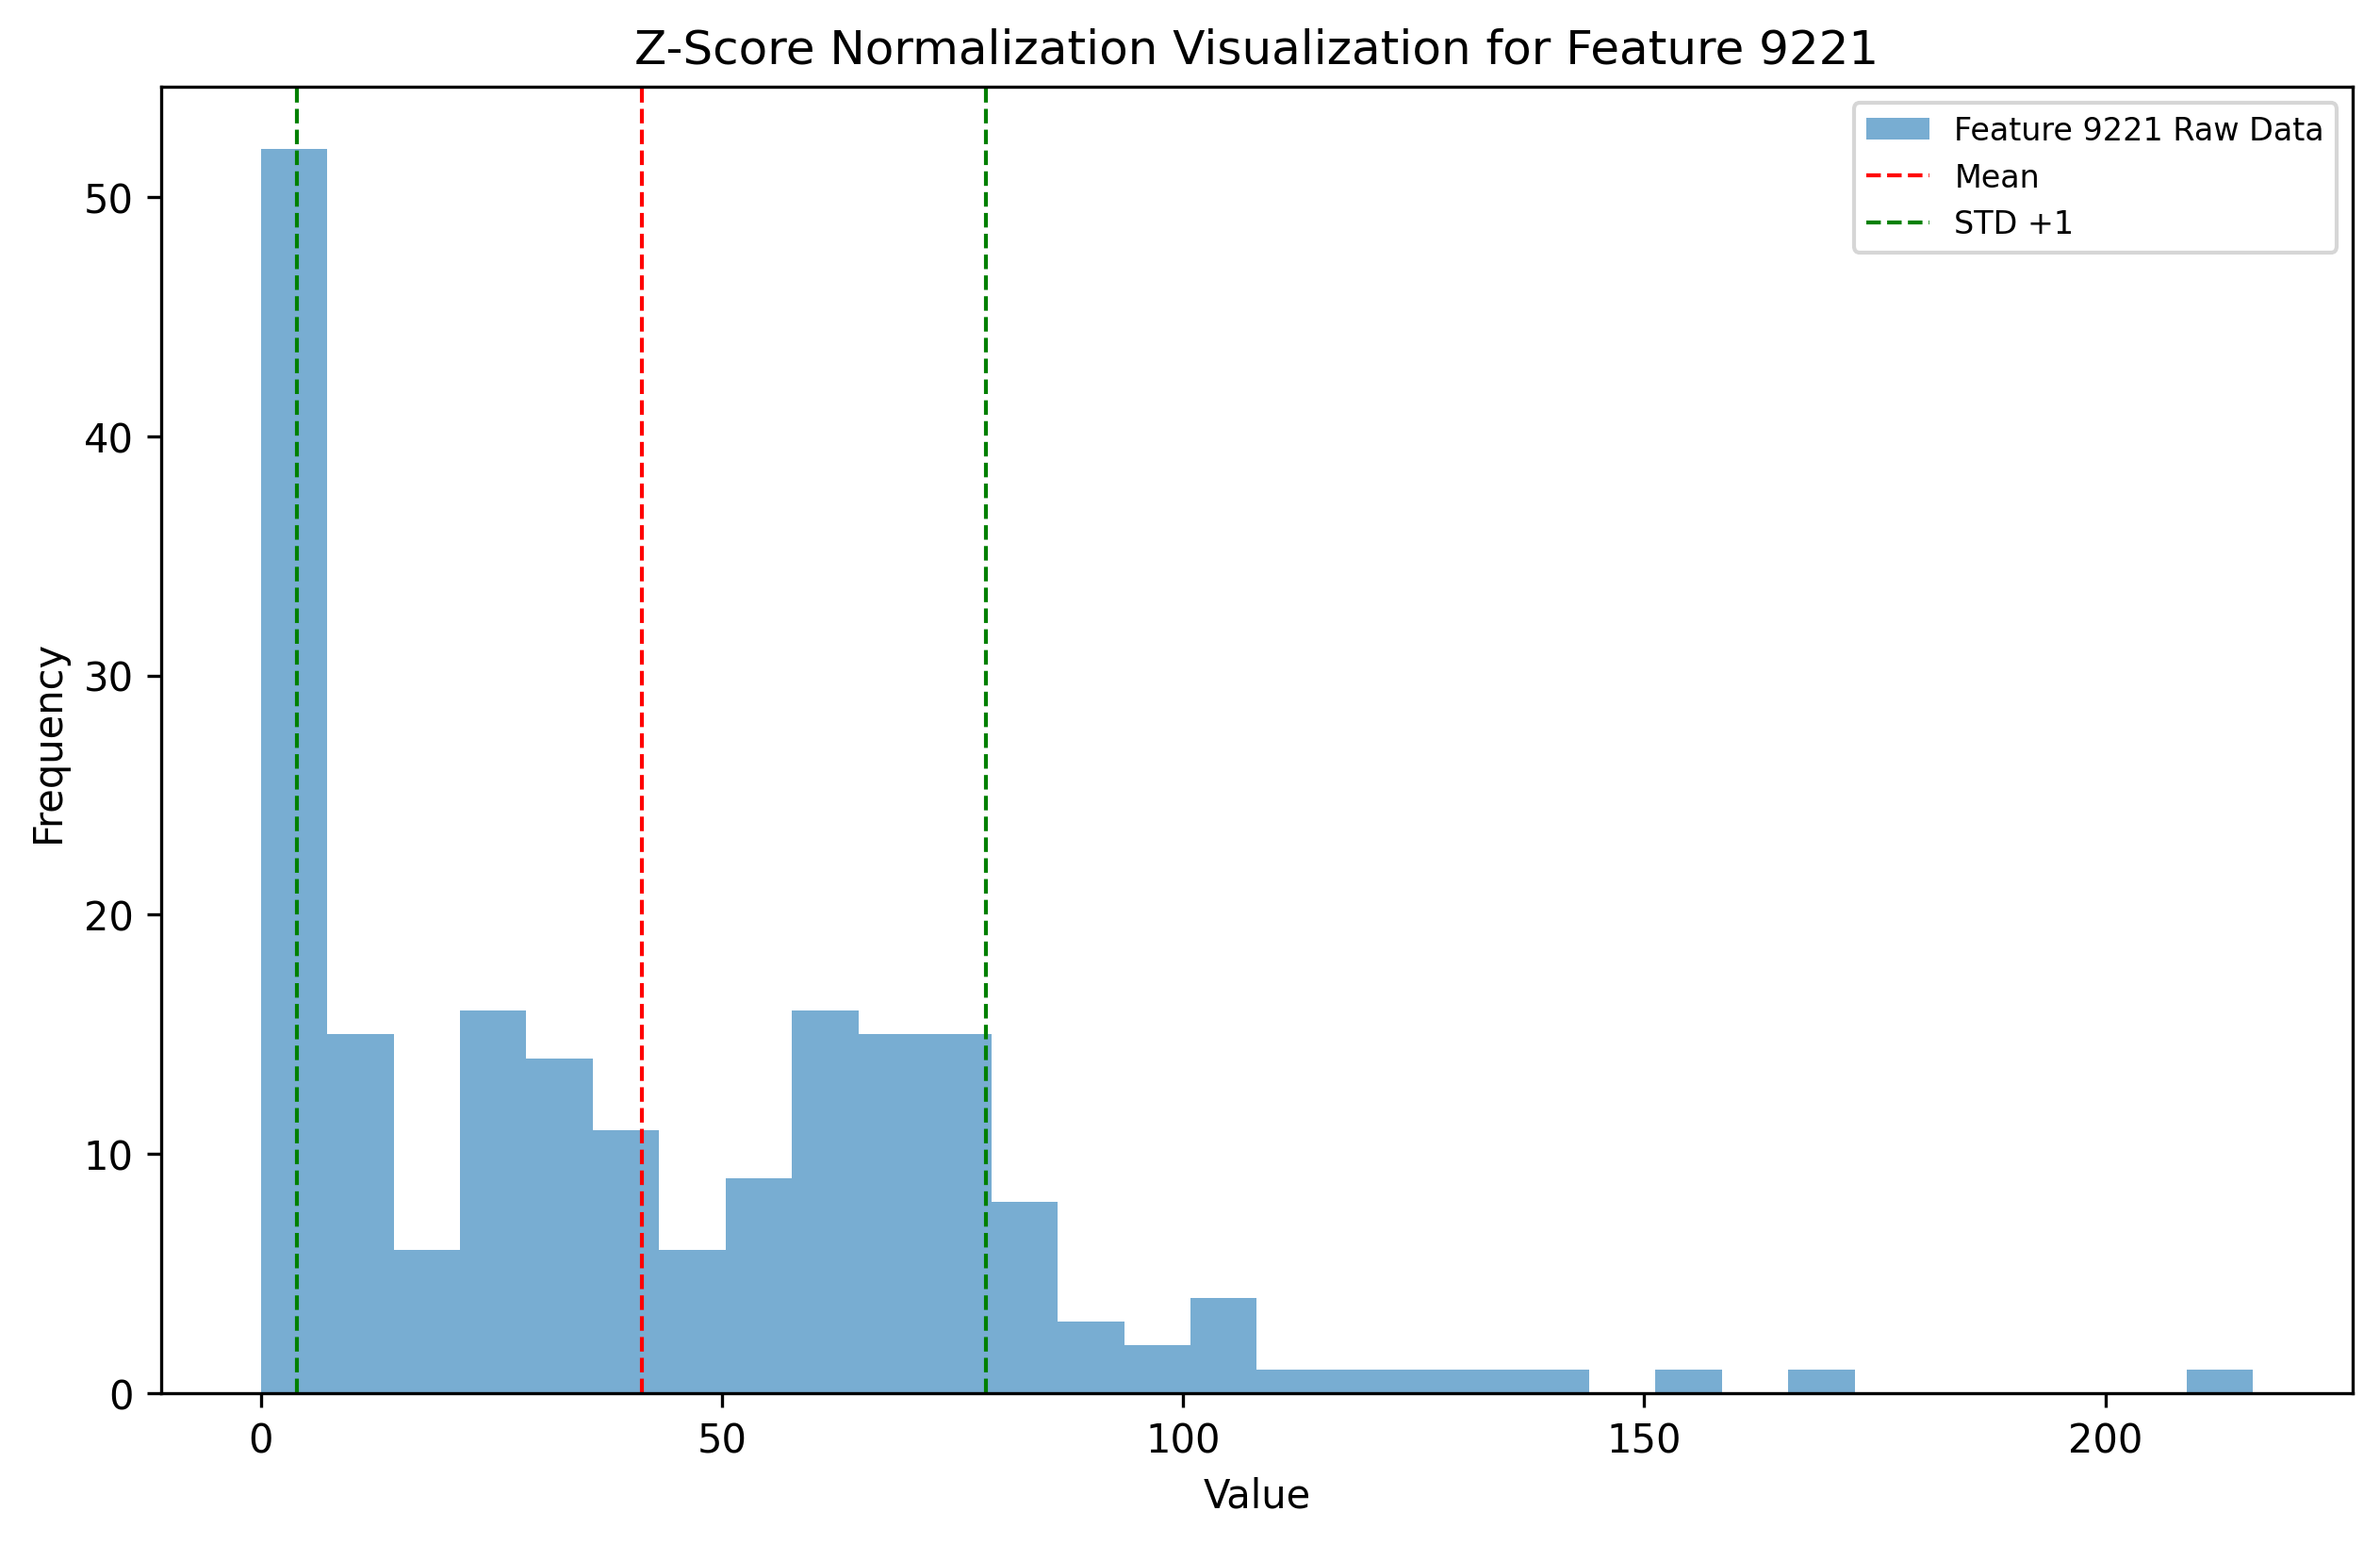 Z-Score Normalization Visualization for Feature 9221
Feature 9221 Raw Data
Mean
STD +1
50
40
30
20
10
0
Frequency
0 50 100 150 200
Value